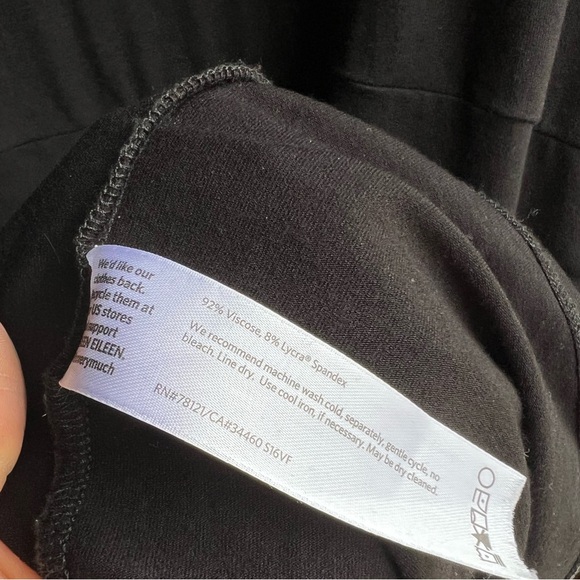 We'd like our
clothes back.
recycle them at
US stores
support
EN EILEEN.
verymuch
92% Viscose, 8% Lycra® Spandex
We recommend machine wash cold, separately, gentle cycle, no
bleach. Line dry. Use cool iron, if necessary. May be dry cleaned.
RN#78121/CA#34460 S16VF